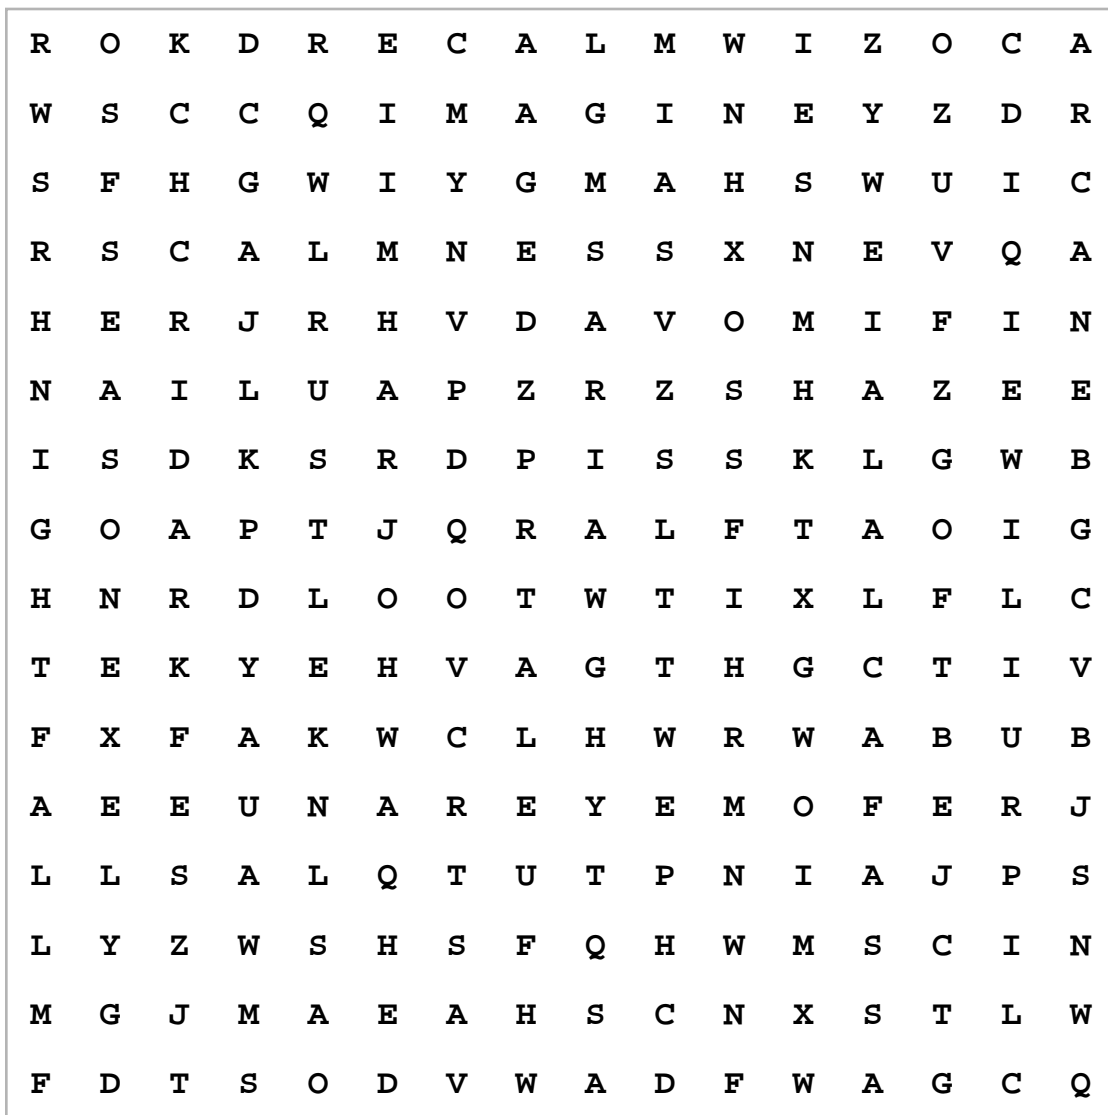 R O K D R E C A L M W I Z O C A
W S C C Q I M A G I N E Y Z D R
S F H G W I Y G M A H S W U I C
R S C A L M N E S S X N E V Q A
H E R J R H V D A V O M I F I N
N A I L U A P Z R Z S H A Z E E
I S D K S R D P I S S K L G W B
G O A P T J Q R A L F T A O I G
H N R D L O O T W T I X L F L C
T E K Y E H V A G T H G C T I V
F X F A K W C L H W R W A B U B
A E E U N A R E Y E M O F E R J
L L S A L Q T U T P N I A J P S
L Y Z W S H S F Q H W M S C I N
M G J M A E A H S C N X S T L W
F D T S O D V W A D F W A G C Q